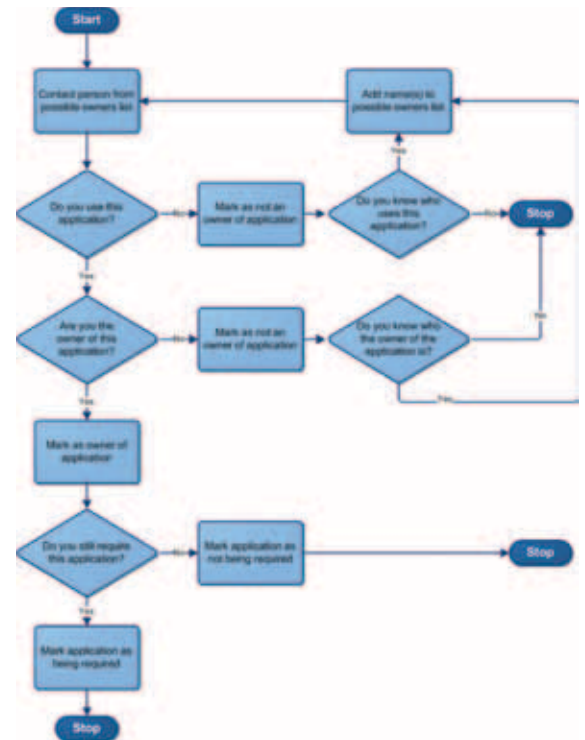 Start
Contact person from
possible owners list
Add name(s) to
possible owners list
Yes
Do you use this
application?
No
Mark as not an
owner of application
Do you know who
uses this
application?
No
Stop
Yes
Are you the
owner of this
application?
No
Mark as not an
owner of application
Do you know who
the owner of the
application is?
No
Yes
Yes
Mark as owner of
application
Do you still require
this application?
No
Mark application as
not being required
Stop
Yes
Mark application as
being required
Stop